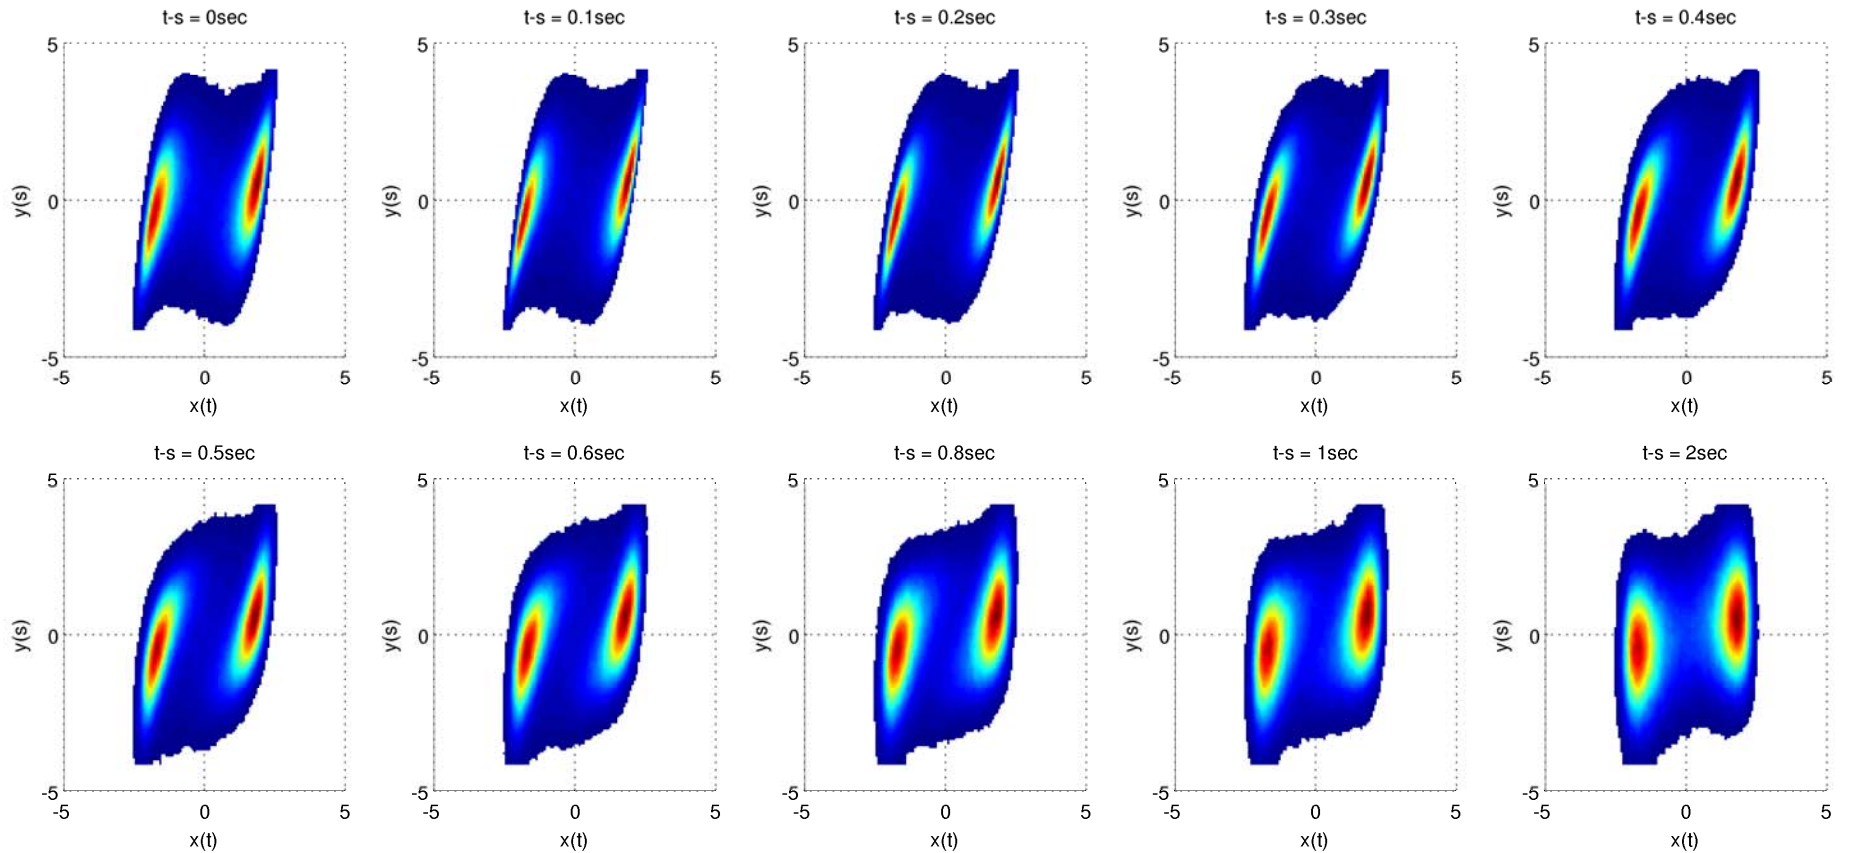 t-s = 0sec
t-s = 0.1sec
t-s = 0.2sec
t-s = 0.3sec
t-s = 0.4sec
5 5 5 5 5
y(s) 0 y(s) 0 y(s) 0 y(s) 0 y(s) 0
-5 -5 -5 -5 -5
-5 0 5 -5 0 5 -5 0 5 -5 0 5 -5 0 5
x(t) x(t) x(t) x(t) x(t)
t-s = 0.5sec
t-s = 0.6sec
t-s = 0.8sec
t-s = 1sec
t-s = 2sec
5 5 5 5 5
y(s) 0 y(s) 0 y(s) 0 y(s) 0 y(s) 0
-5 -5 -5 -5 -5
-5 0 5 -5 0 5 -5 0 5 -5 0 5 -5 0 5
x(t) x(t) x(t) x(t) x(t)